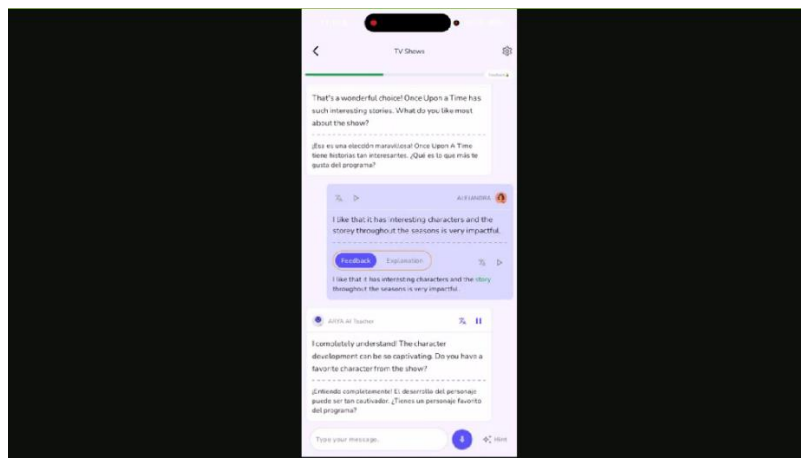 TV Shows
That's a wonderful choice! Once Upon a Time has
such interesting stories. What do you like most
about the show?
¡Esa es una elección maravillosa! Once Upon A Time
tiene historias tan interesantes. ¿Qué es lo que más te
gusta del programa?
ALEJANDRA
I like that it has interesting characters and the
storey throughout the seasons is very impactful.
Feedback Explanation
I like that it has interesting characters and the story
throughout the seasons is very impactful.
ARYA AI Teacher
I completely understand! The character
development can be so captivating. Do you have a
favorite character from the show?
¡Entiendo completamente! El desarrollo del personaje
puede ser tan cautivador. ¿Tienes un personaje favorito
del programa?
Type your message. Hint